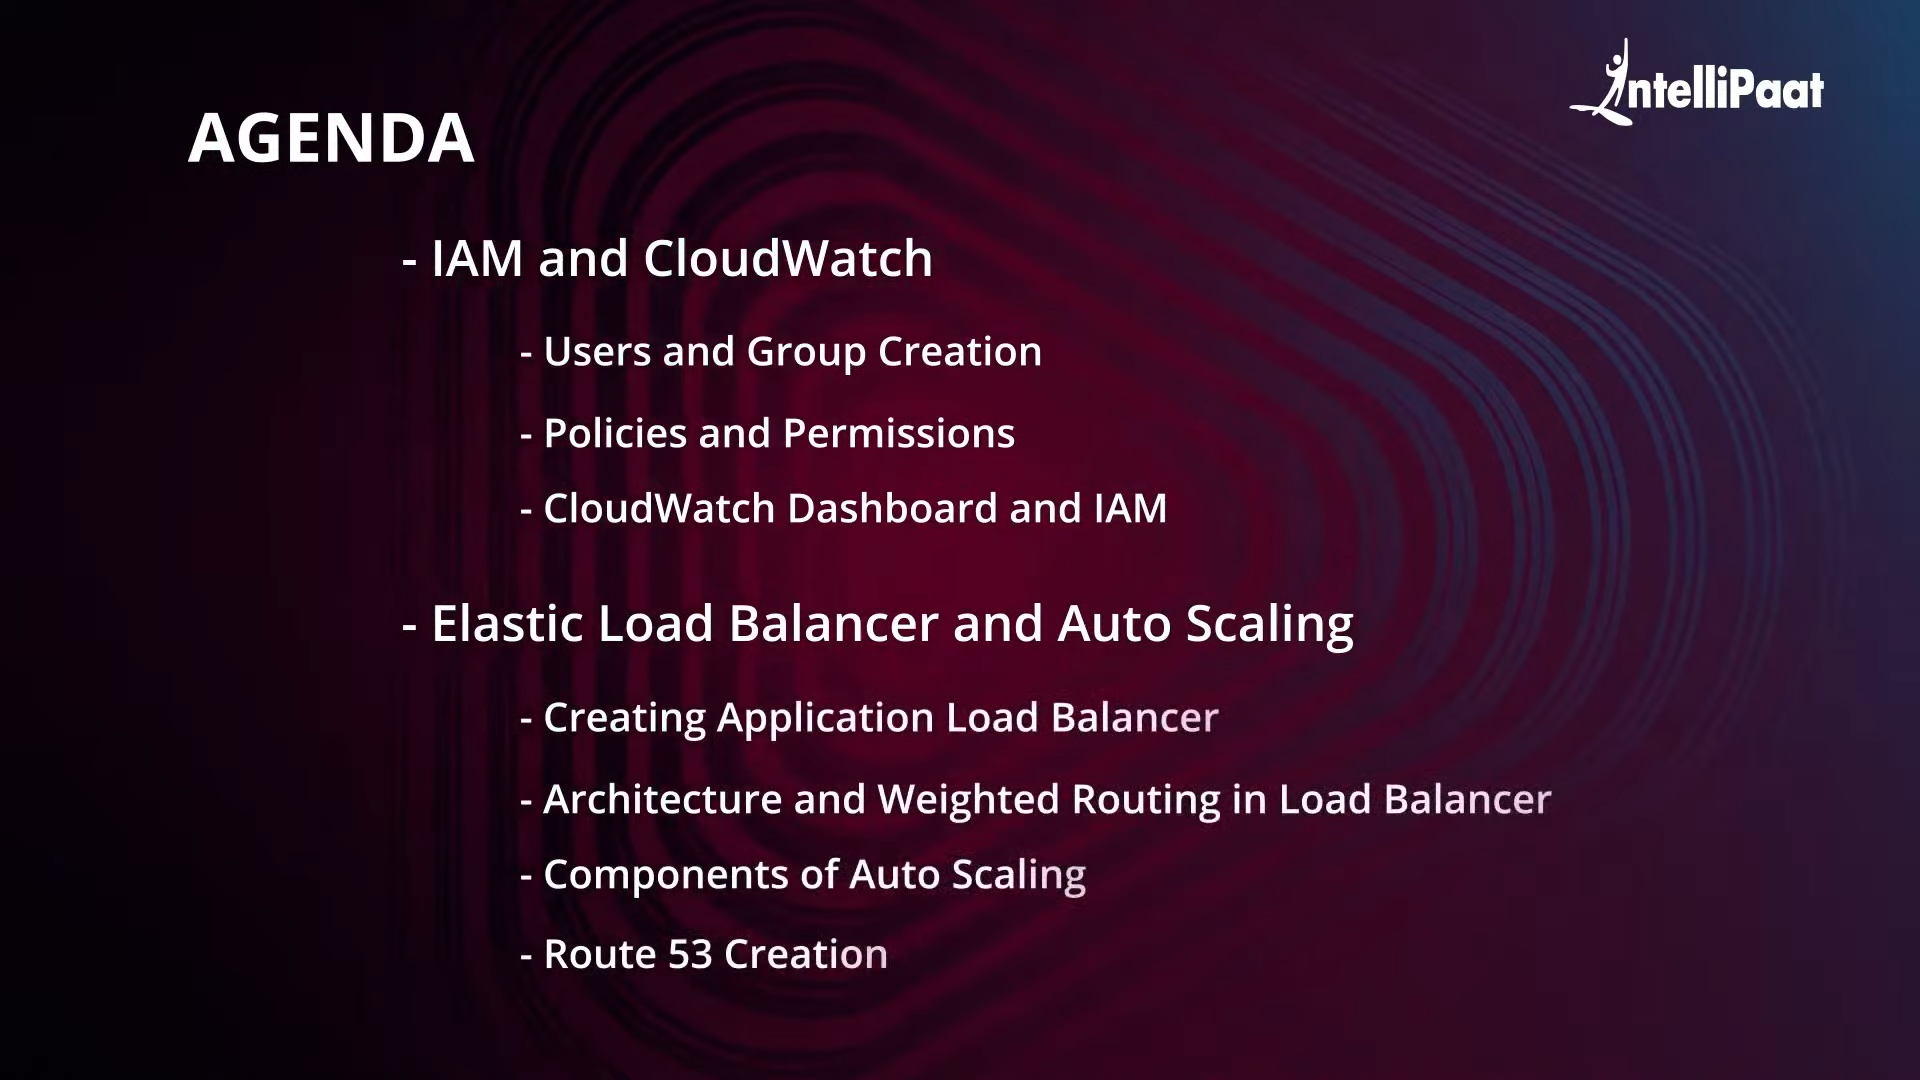 IntelliPaat
AGENDA
- IAM and CloudWatch
- Users and Group Creation
- Policies and Permissions
- CloudWatch Dashboard and IAM
- Elastic Load Balancer and Auto Scaling
- Creating Application Load Balancer
- Architecture and Weighted Routing in Load Balancer
- Components of Auto Scaling
- Route 53 Creation